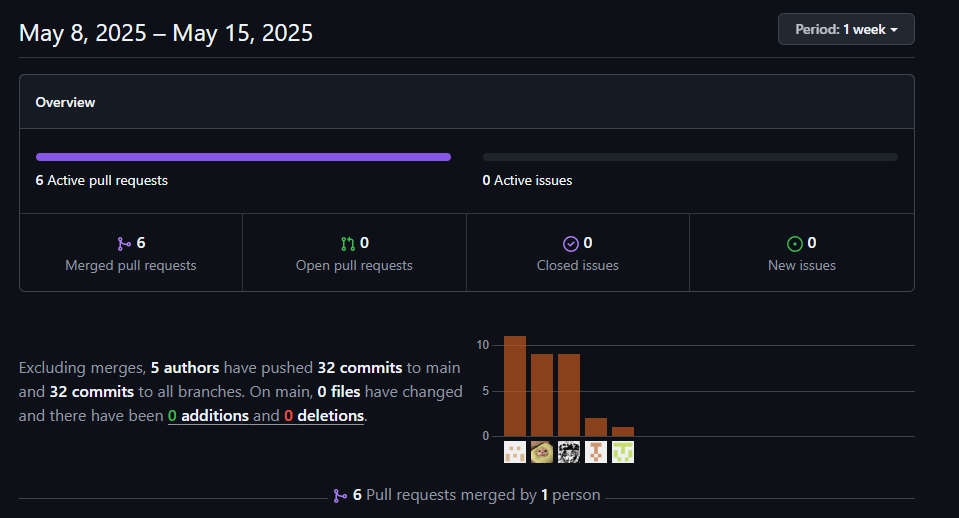 May 8, 2025 – May 15, 2025
Period: 1 week
Overview
6 Active pull requests
0 Active issues
6
Merged pull requests
0
Open pull requests
0
Closed issues
0
New issues
Excluding merges, 5 authors have pushed 32 commits to main
and 32 commits to all branches. On main, 0 files have changed
and there have been 0 additions and 0 deletions.
10
5
0
6 Pull requests merged by 1 person